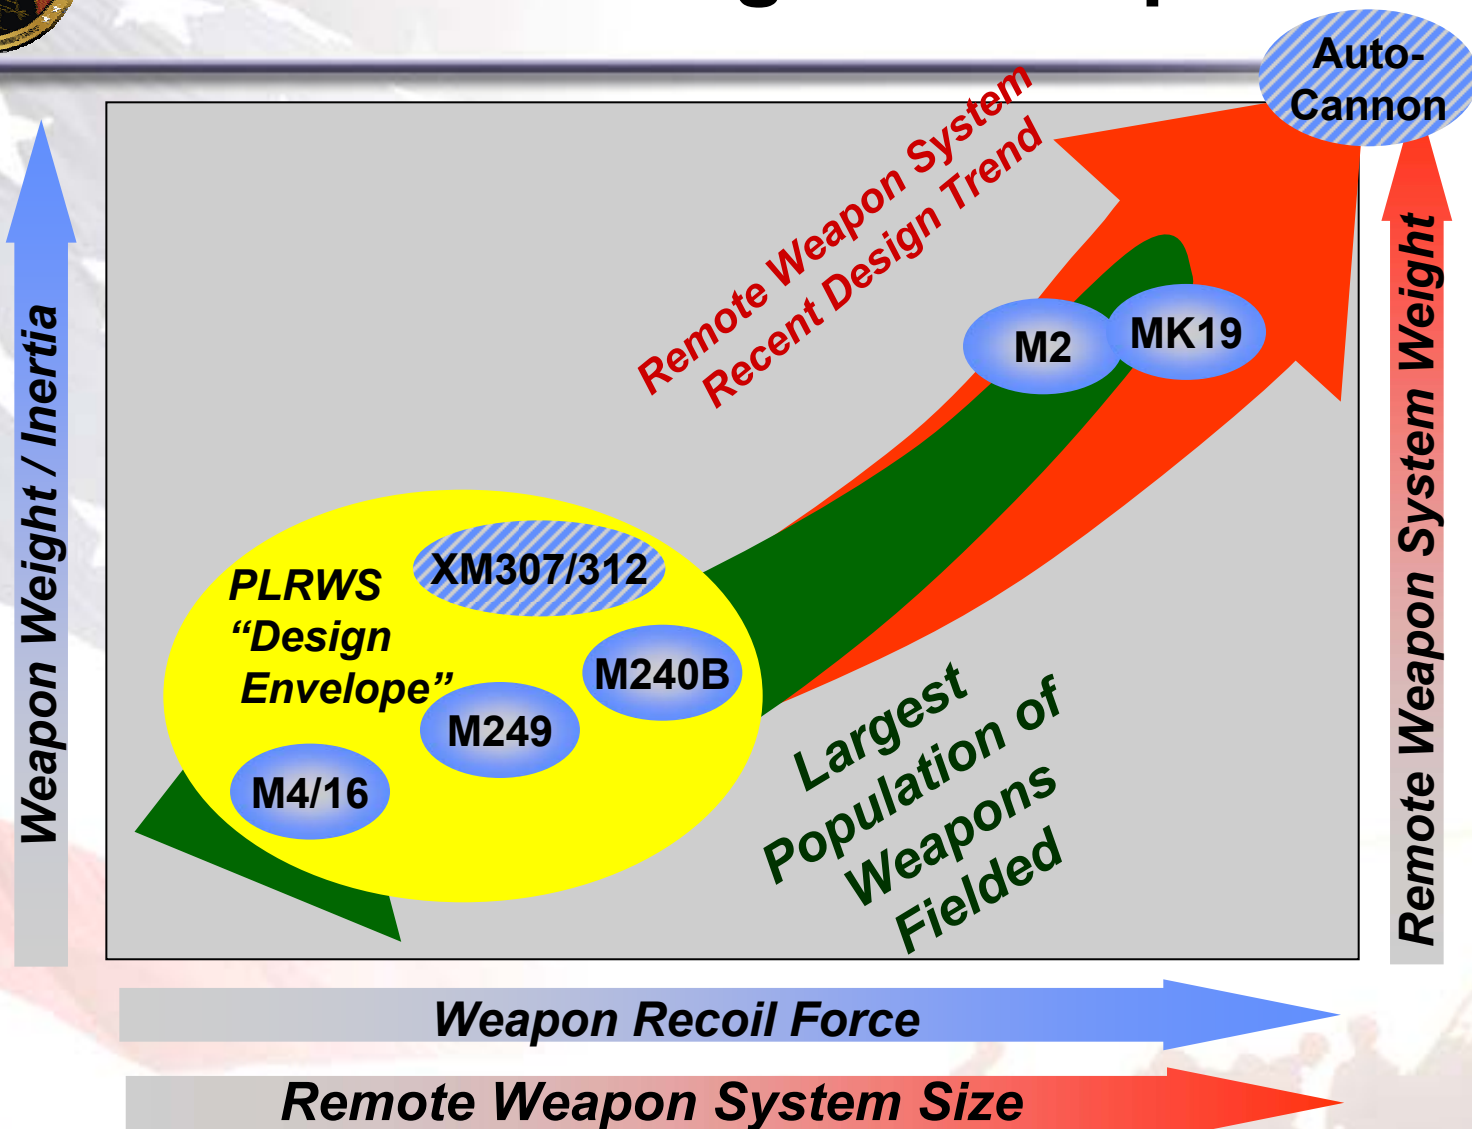 Auto-
Cannon
Remote Weapon System
Recent Design Trend
M2
MK19
Weapon Weight / Inertia
Remote Weapon System Weight
XM307/312
PLRWS
“Design
Envelope”
M240B
M249
M4/16
Largest
Population of
Weapons
Fielded
Weapon Recoil Force
Remote Weapon System Size